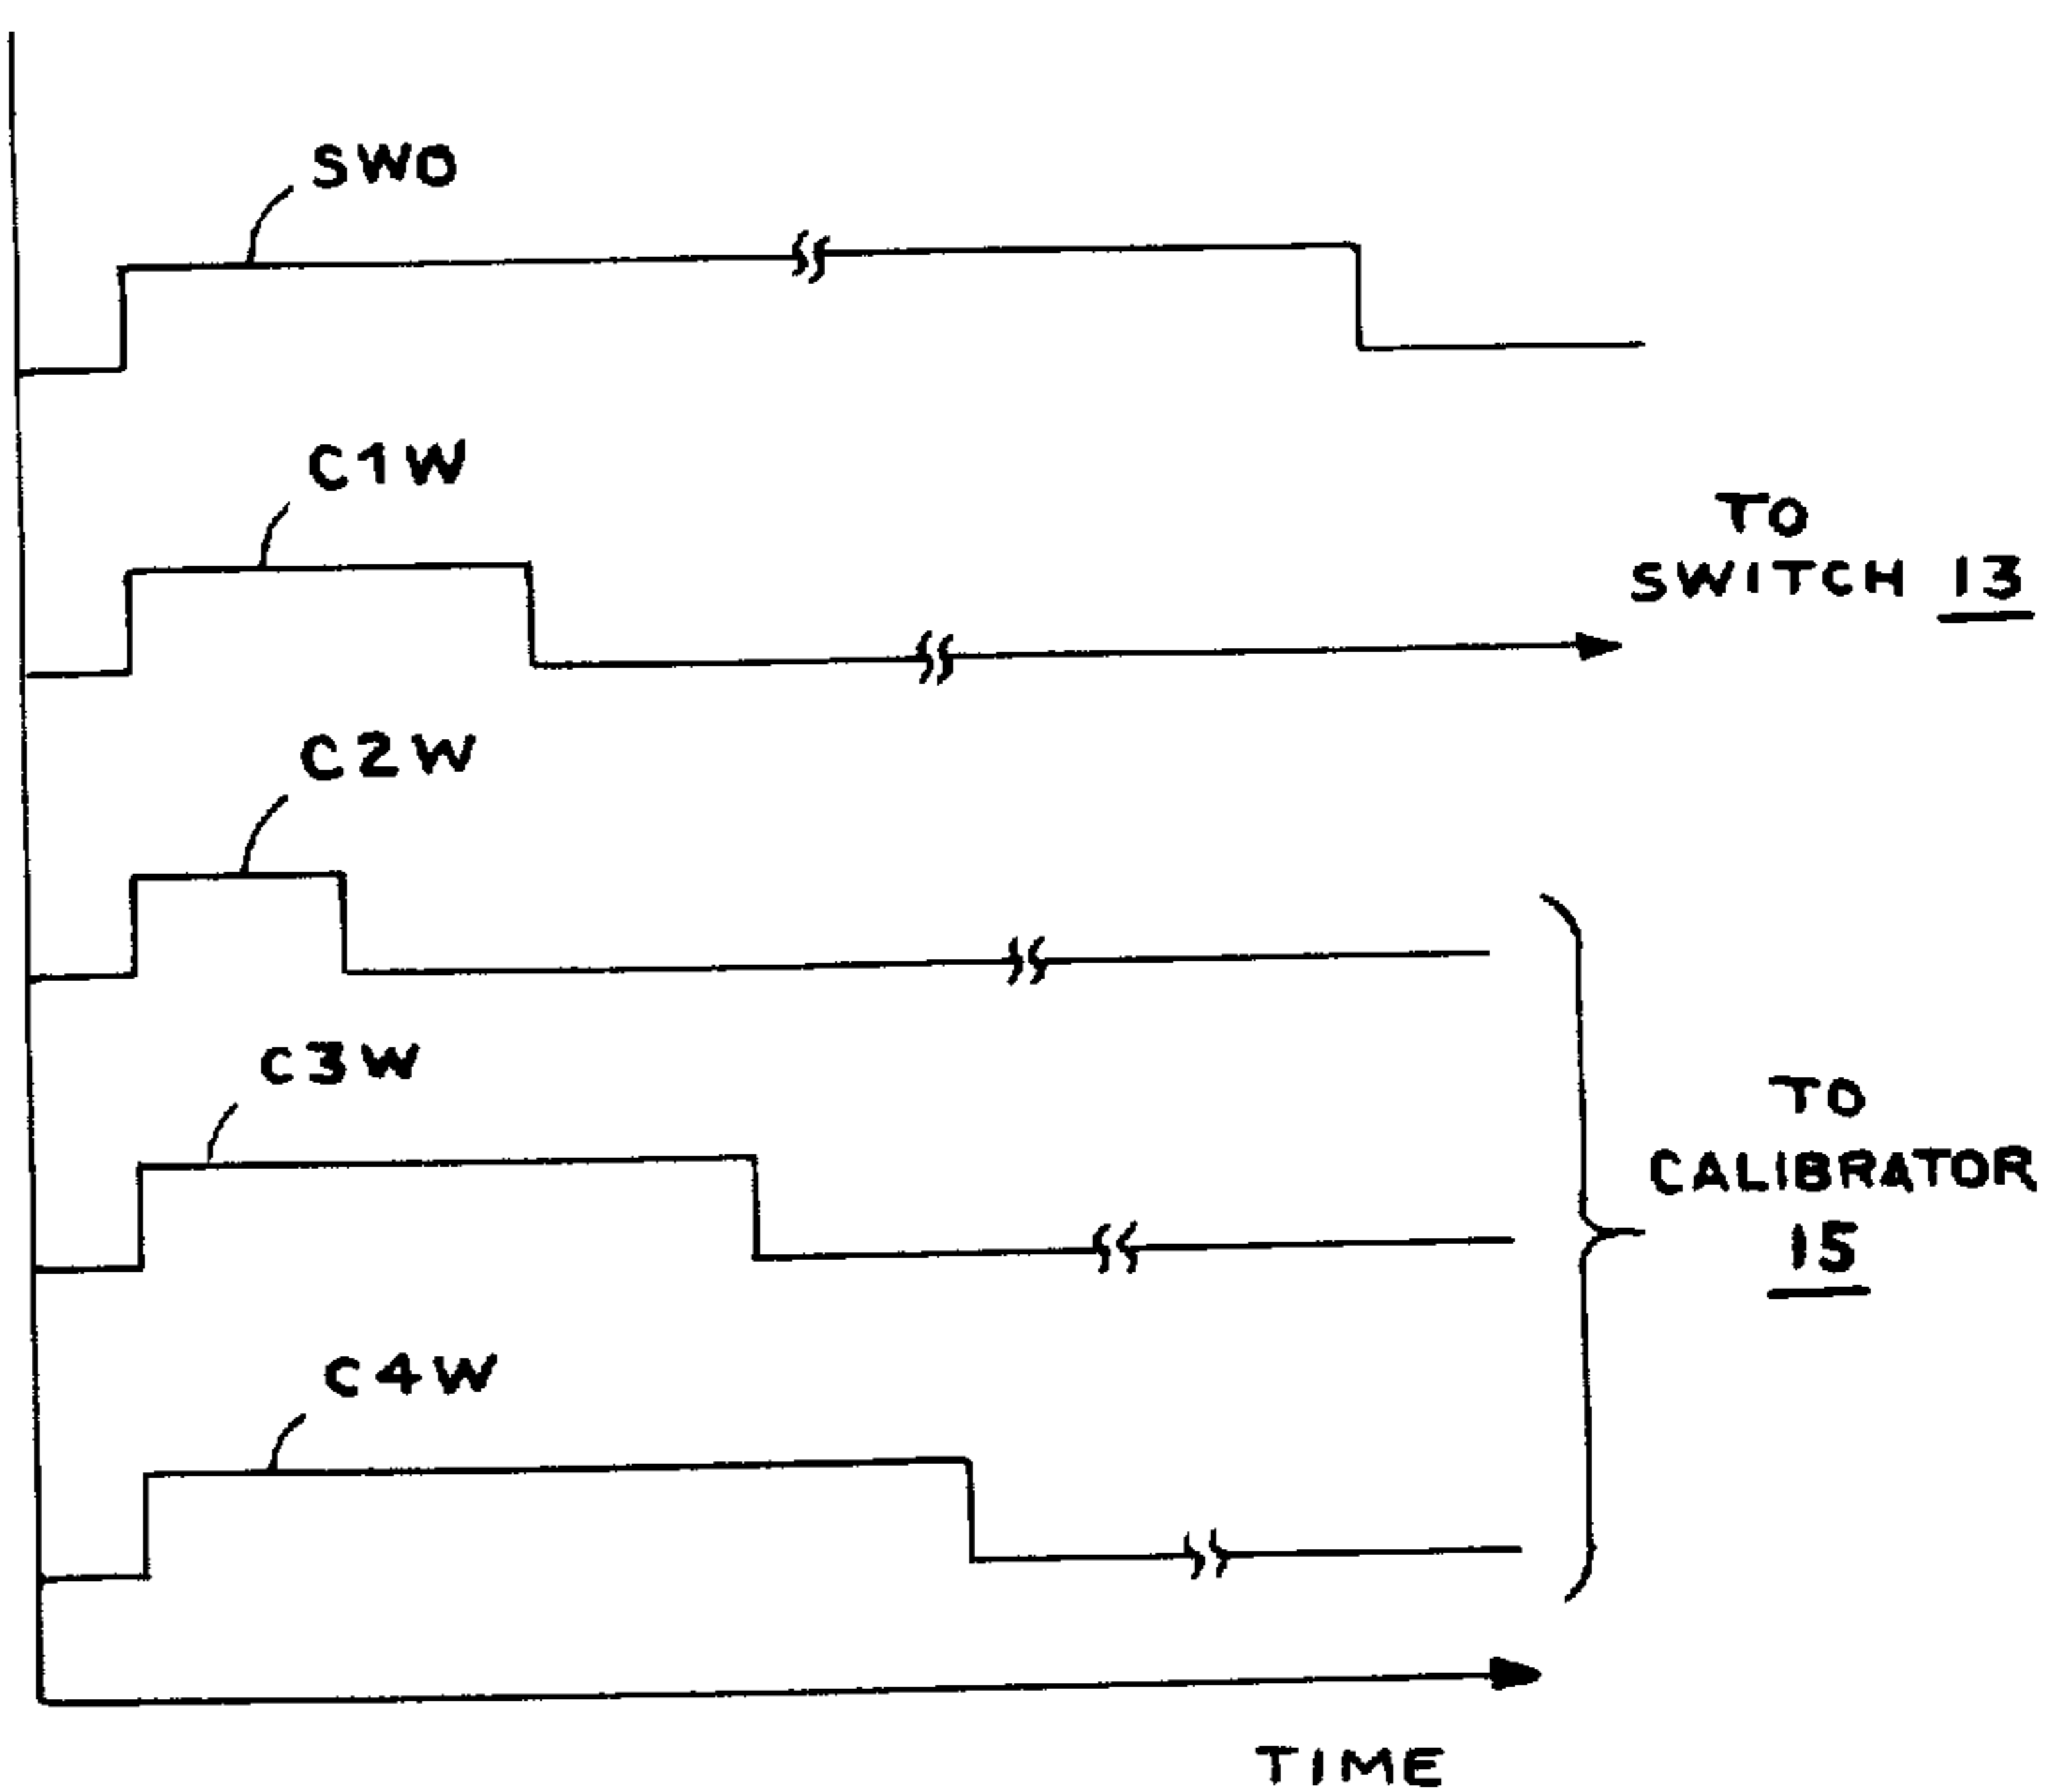 SWO
C1W
TO
SWITCH 13
C2W
C3W
TO
CALIBRATOR
15
C4W
TIME